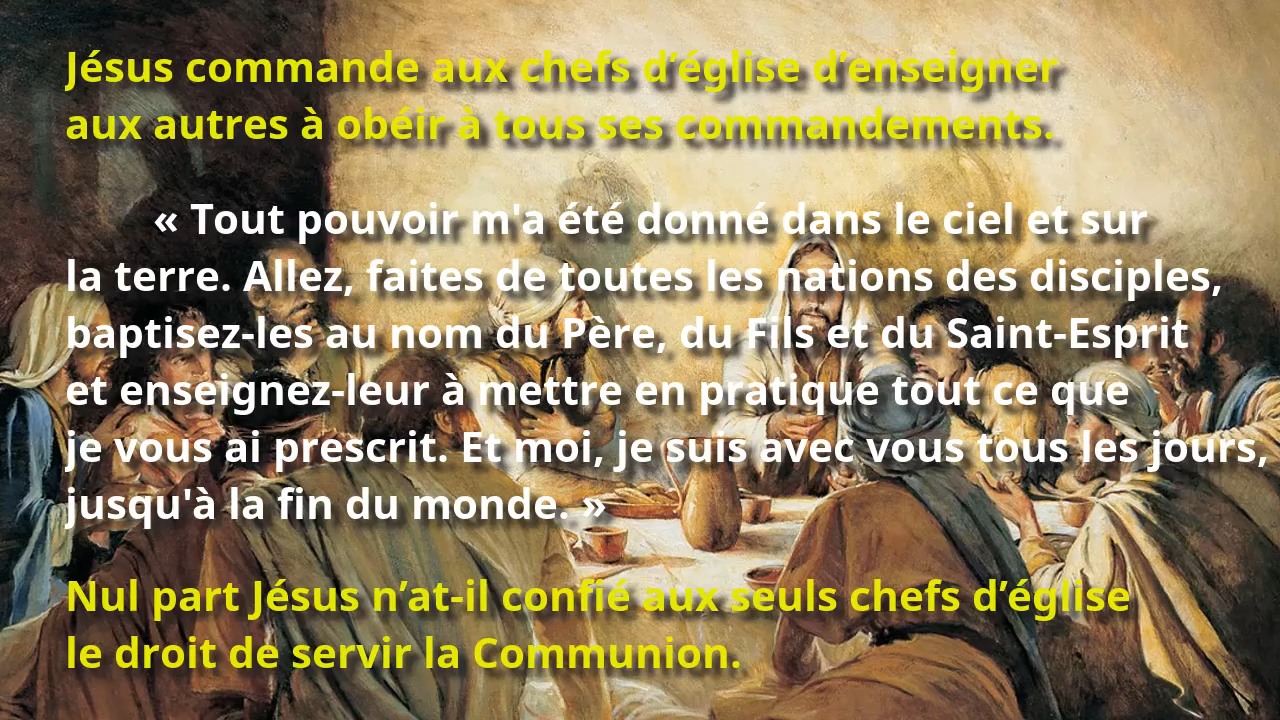 Jésus commande aux chefs d’église d’enseigner
aux autres à obéir à tous ses commandements.
« Tout pouvoir m'a été donné dans le ciel et sur
la terre. Allez, faites de toutes les nations des disciples,
baptisez-les au nom du Père, du Fils et du Saint-Esprit
et enseignez-leur à mettre en pratique tout ce que
je vous ai prescrit. Et moi, je suis avec vous tous les jours,
jusqu'à la fin du monde. »
Nul part Jésus n’at-il confié aux seuls chefs d’église
le droit de servir la Communion.